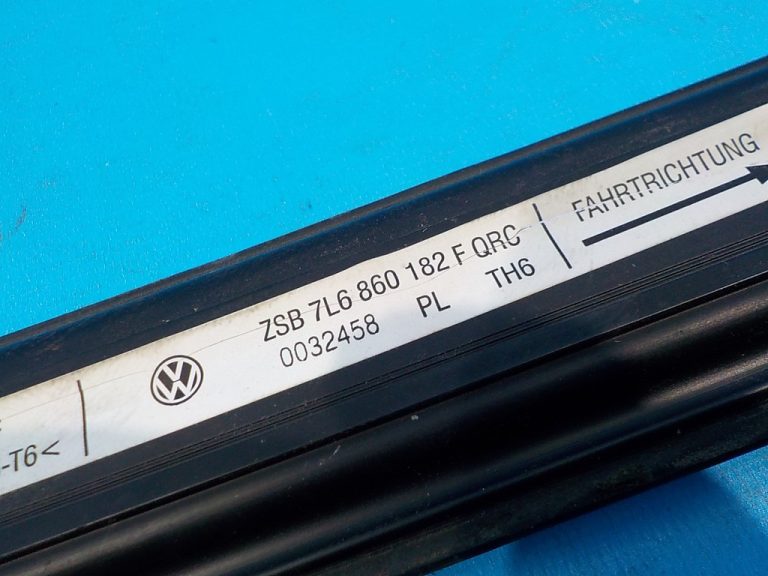 ZSB 7L6 860 182 F QRC
0032458 PL TH6
FAHRTRICHTUNG
-T6<